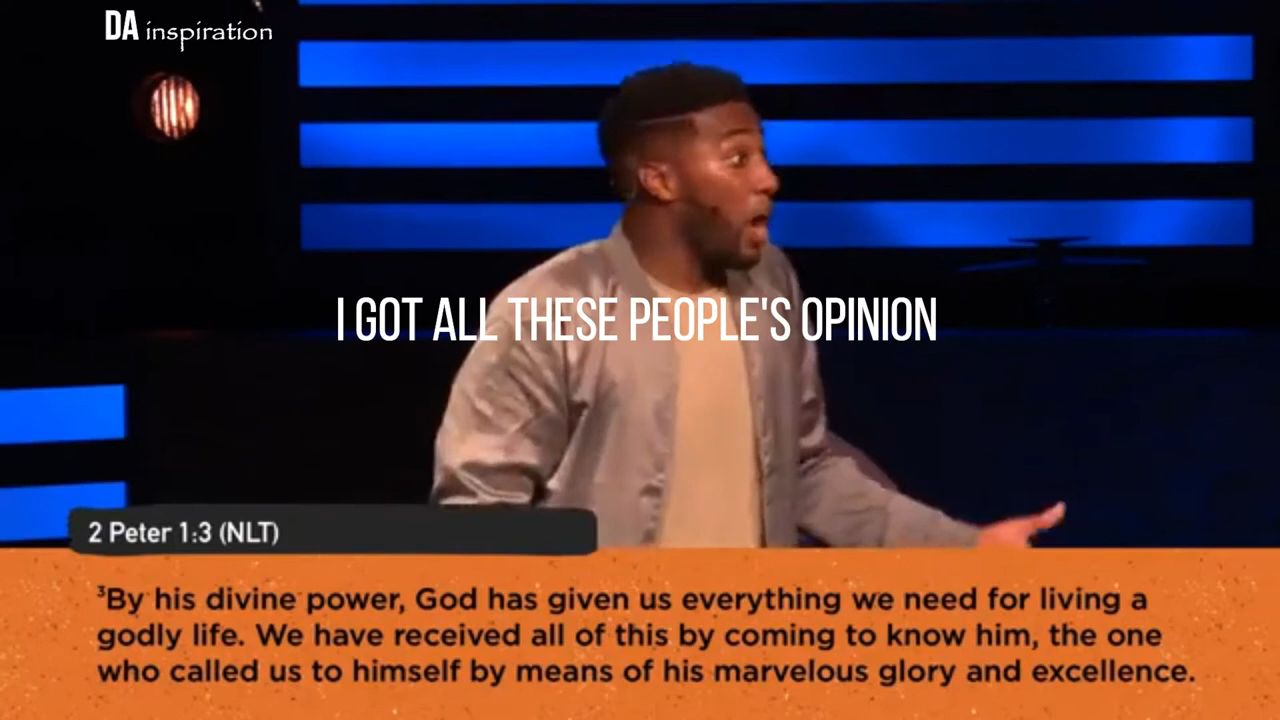 DA inspiration
I GOT ALL THESE PEOPLE'S OPINION
2 Peter 1:3 (NLT)
³By his divine power, God has given us everything we need for living a
godly life. We have received all of this by coming to know him, the one
who called us to himself by means of his marvelous glory and excellence.